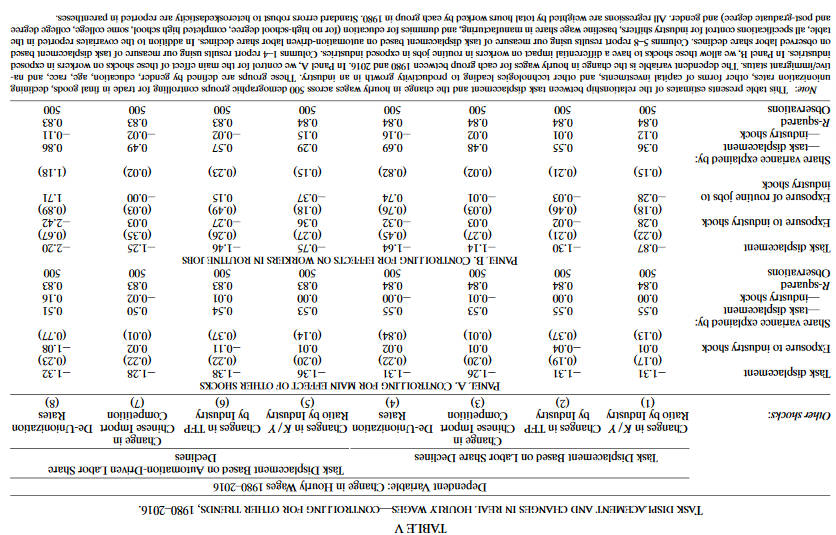 TABLE V
TASK DISPLACEMENT AND CHANGES IN REAL HOURLY WAGES—CONTROLLING FOR OTHER TRENDS, 1980–2016.
Dependent Variable: Change in Hourly Wages 1980–2016
Task Displacement Based on Labor Share Declines Task Displacement Based on Automation-Driven Labor Share Declines
Other shocks: Changes in K/Y Ratio by Industry (1) Changes in TFP by Industry (2) Change in Chinese Import Competition (3) De-Unionization Rates (4) Changes in K/Y Ratio by Industry (5) Changes in TFP by Industry (6) Change in Chinese Import Competition (7) De-Unionization Rates (8)
PANEL A. CONTROLLING FOR MAIN EFFECT OF OTHER SHOCKS
Task displacement −1.31 −1.31 −1.26 −1.31 −1.36 −1.38 −1.28 −1.32
(0.17) (0.19) (0.20) (0.22) (0.20) (0.22) (0.22) (0.23)
Exposure to industry shock 0.01 −0.04 0.01 0.02 0.01 −0.11 0.02 −1.08
(0.13) (0.37) (0.01) (0.84) (0.14) (0.37) (0.01) (0.77)
Share variance explained by:
—task displacement 0.55 0.55 0.53 0.55 0.53 0.54 0.50 0.51
—industry shock 0.00 0.00 −0.01 −0.00 0.00 0.01 −0.02 0.16
R-squared 0.84 0.84 0.84 0.84 0.83 0.83 0.83 0.83
Observations 500 500 500 500 500 500 500 500
PANEL B. CONTROLLING FOR EFFECTS ON WORKERS IN ROUTINE JOBS
Task displacement −0.87 −1.30 −1.14 −1.64 −0.75 −1.46 −1.25 −2.20
(0.22) (0.21) (0.27) (0.45) (0.27) (0.26) (0.35) (0.67)
Exposure to industry shock 0.28 −0.02 0.03 −0.32 0.36 −0.27 0.03 −2.42
(0.18) (0.46) (0.03) (0.76) (0.18) (0.49) (0.03) (0.89)
Exposure of routine jobs to −0.28 −0.03 −0.01 0.74 −0.37 0.15 −0.00 1.71
industry shock
(0.15) (0.21) (0.02) (0.82) (0.15) (0.23) (0.02) (1.18)
Share variance explained by:
—task displacement 0.36 0.55 0.48 0.69 0.29 0.57 0.49 0.86
—industry shock 0.12 0.01 0.02 −0.16 0.15 −0.02 −0.02 −0.11
R-squared 0.84 0.84 0.84 0.84 0.84 0.83 0.83 0.83
Observations 500 500 500 500 500 500 500 500
Note: This table presents estimates of the relationship between task displacement and the change in hourly wages across 500 demographic groups controlling for trade in final goods, declining
unionization rates, other forms of capital investments, and other technologies leading to productivity growth in an industry. These groups are defined by gender, education, age, race, and na-
tive/immigrant status. The dependent variable is the change in hourly wages for each group between 1980 and 2016. In Panel A, we control for the main effect of these shocks on workers in exposed
industries. In Panel B, we allow these shocks to have a differential impact on workers in routine jobs in exposed industries. Columns 1–4 report results using our measure of task displacement based
on observed labor share declines. Columns 5–8 report results using our measure of task displacement based on automation-driven labor share declines. In addition to the covariates reported in the
table, all specifications control for industry shifters, baseline wage share in manufacturing, and dummies for education (for no high-school degree, completed high school, some college, college degree
and post-graduate degree) and gender. All regressions are weighted by total hours worked by each group in 1980. Standard errors robust to heteroskedasticity are reported in parentheses.